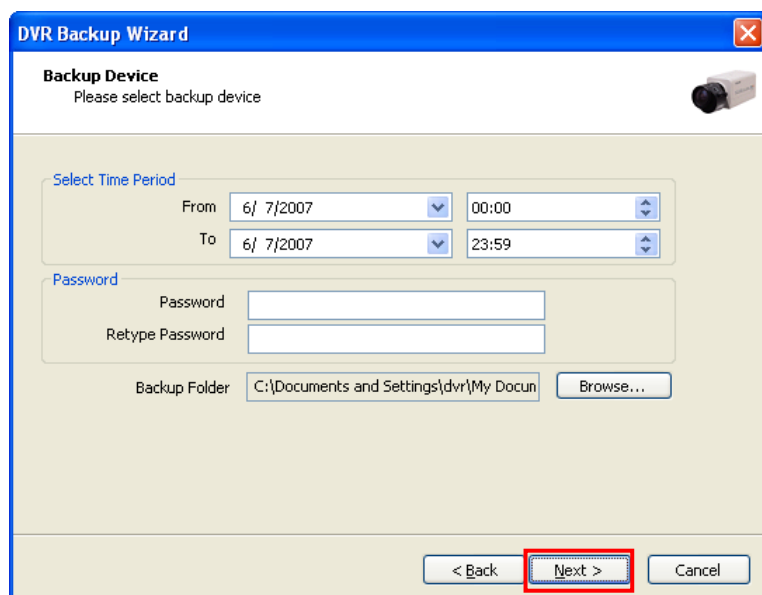 DVR Backup Wizard
Backup Device
Please select backup device
Select Time Period
From 6/ 7/2007 00:00
To 6/ 7/2007 23:59
Password
Password
Retype Password
Backup Folder C:\Documents and Settings\dvr\My Docun Browse...
< Back Next > Cancel